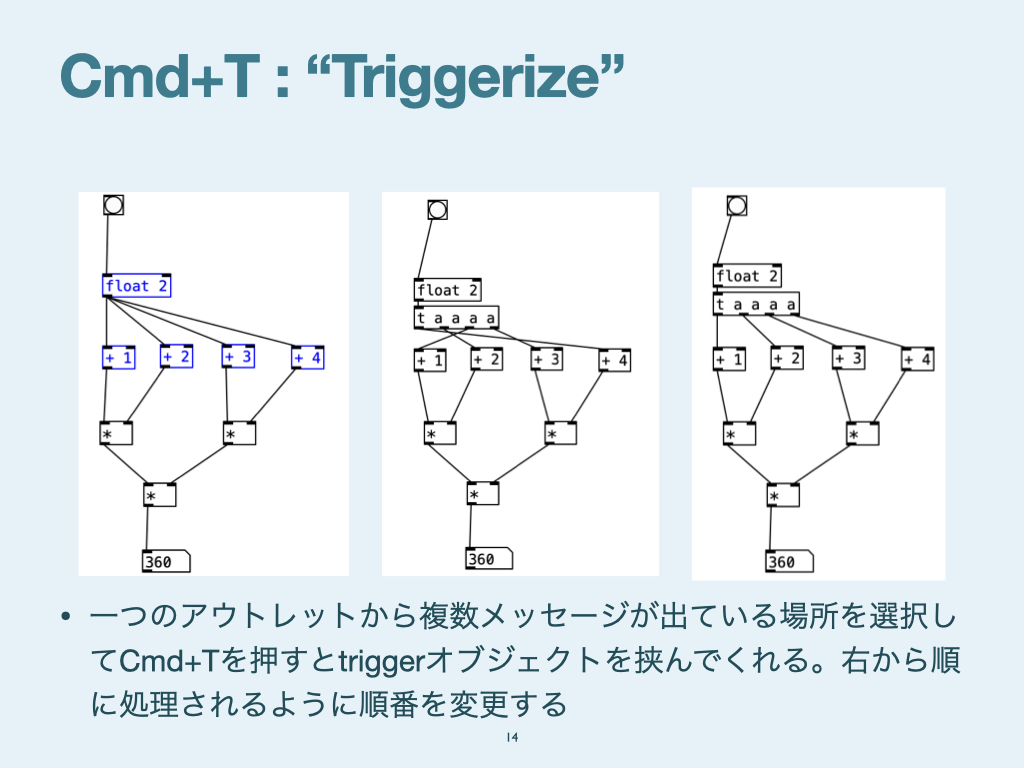 Cmd+T : “Triggerize”
float 2
+ 1
+ 2
+ 3
+ 4
*
*
*
360
float 2
t a a a a
+ 1
+ 2
+ 3
+ 4
*
*
*
360
float 2
t a a a a
+ 1
+ 2
+ 3
+ 4
*
*
*
360
• 一つのアウトレットから複数メッセージが出ている場所を選択し
てCmd+Tを押すとtriggerオブジェクトを挟んでくれる。右から順
に処理されるように順番を変更する
14